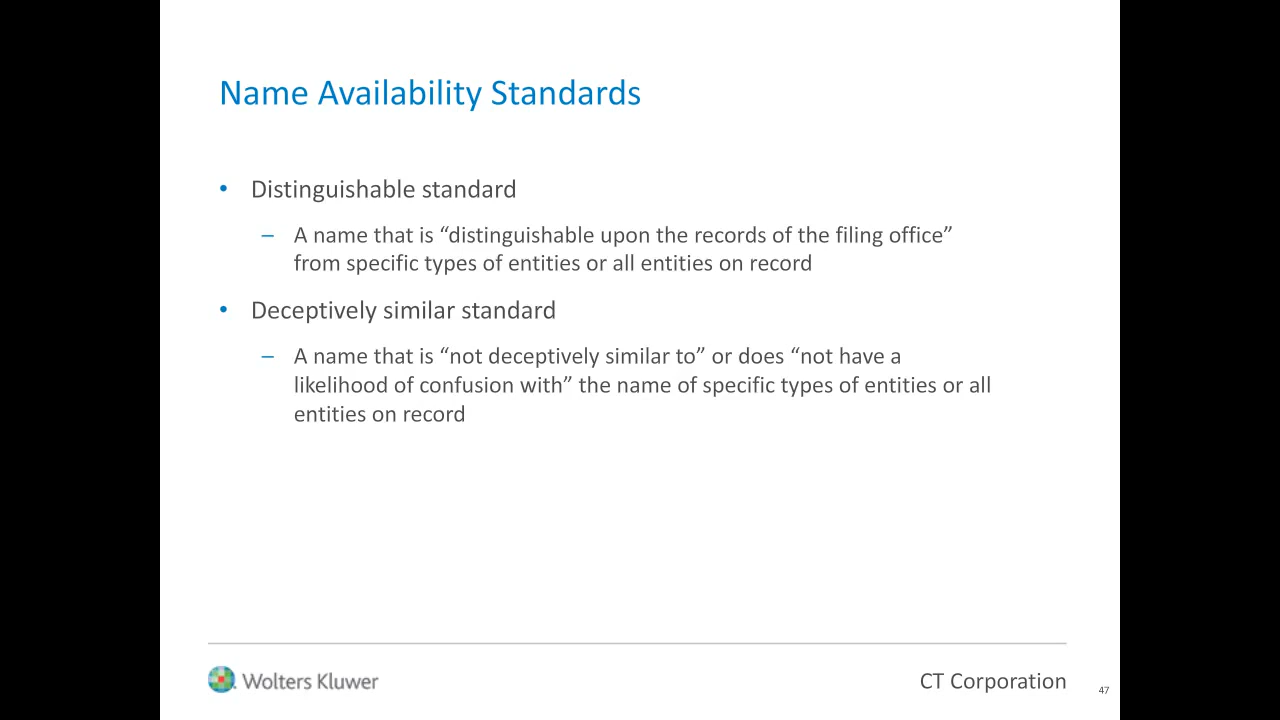 Name Availability Standards
• Distinguishable standard
– A name that is “distinguishable upon the records of the filing office”
from specific types of entities or all entities on record
• Deceptively similar standard
– A name that is “not deceptively similar to” or does “not have a
likelihood of confusion with” the name of specific types of entities or all
entities on record
Wolters Kluwer
CT Corporation
47